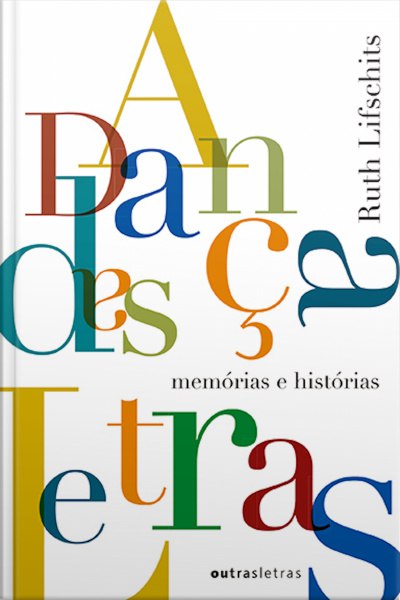 A
Dança
das
Letras
Ruth Lifschits
memórias e histórias
outrasletras